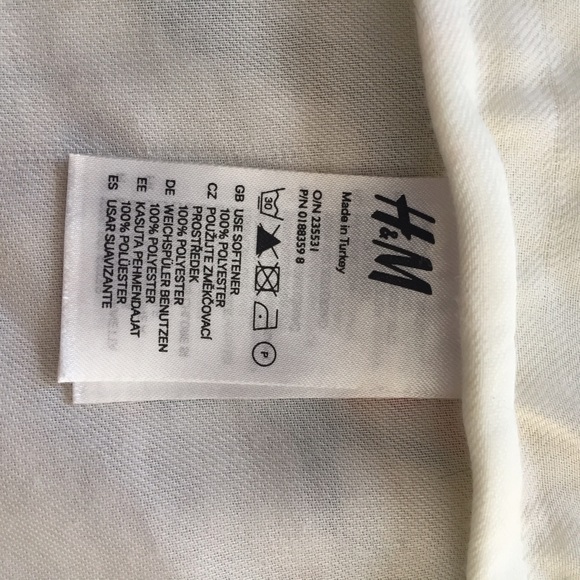 H&M
Made in Turkey
O/N 235531
P/N 0188359 8
30
P
GB USE SOFTENER
100% POLYESTER
CZ POUŽIJTE ZMĚKČOVACÍ
PROSTŘEDEK
100% POLYESTER
DE WEICHSPÜLER BENUTZEN
100% POLYESTER
EE KASUTA PEHMENDAJAT
100% POLÜESTER
ES USAR SUAVIZANTE